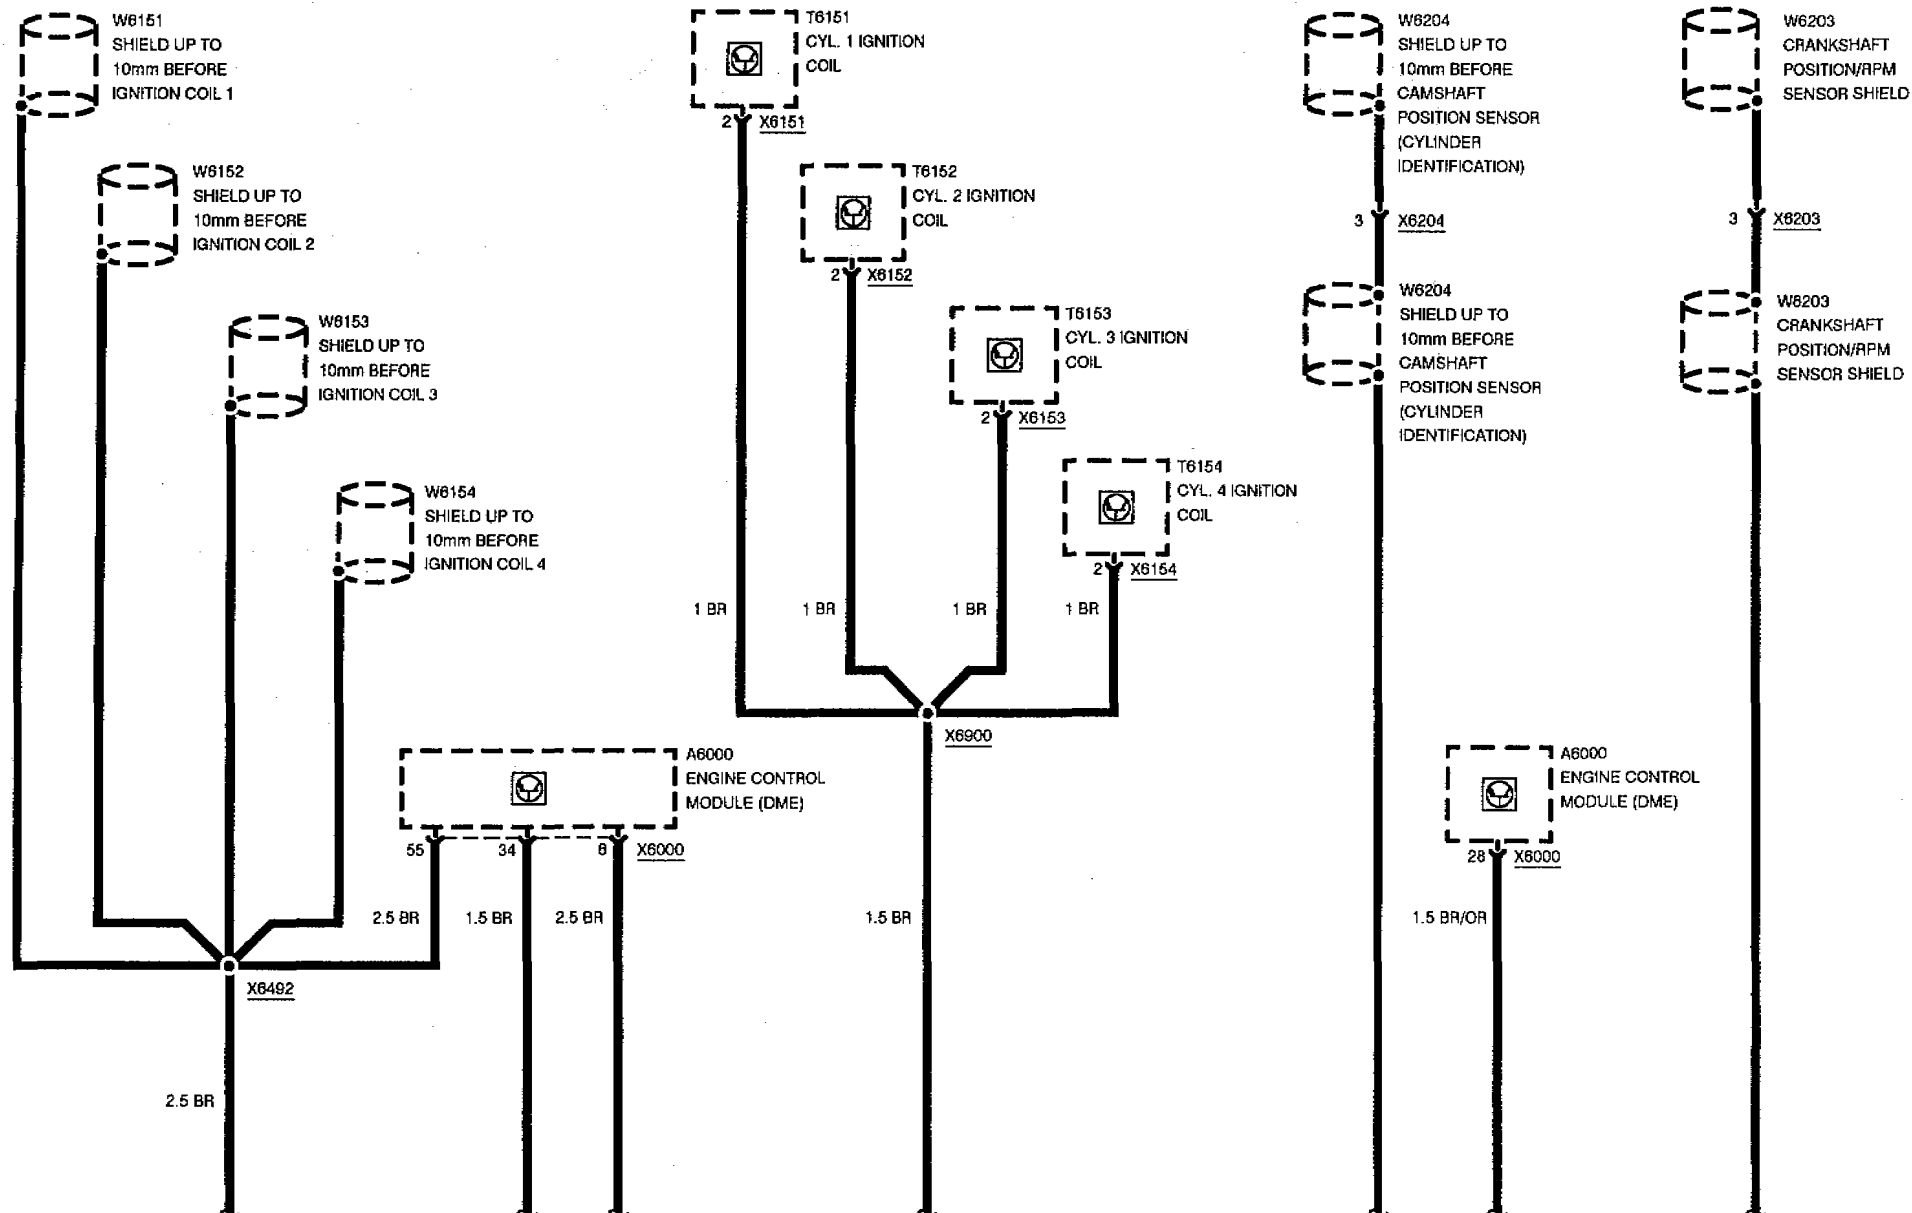 W6151
SHIELD UP TO
10mm BEFORE
IGNITION COIL 1
T6151
CYL. 1 IGNITION
COIL
2
X6151
W6204
SHIELD UP TO
10mm BEFORE
CAMSHAFT
POSITION SENSOR
(CYLINDER
IDENTIFICATION)
3
X6204
W6203
CRANKSHAFT
POSITION/RPM
SENSOR SHIELD
3
X6203
W6152
SHIELD UP TO
10mm BEFORE
IGNITION COIL 2
T6152
CYL. 2 IGNITION
COIL
2
X6152
W6204
SHIELD UP TO
10mm BEFORE
CAMSHAFT
POSITION SENSOR
(CYLINDER
IDENTIFICATION)
W6203
CRANKSHAFT
POSITION/RPM
SENSOR SHIELD
W6153
SHIELD UP TO
10mm BEFORE
IGNITION COIL 3
T6153
CYL. 3 IGNITION
COIL
2
X6153
W6154
SHIELD UP TO
10mm BEFORE
IGNITION COIL 4
T6154
CYL. 4 IGNITION
COIL
2
X6154
1 BR
1 BR
1 BR
1 BR
X6900
A6000
ENGINE CONTROL
MODULE (DME)
55
34
6
X6000
A6000
ENGINE CONTROL
MODULE (DME)
28
X6000
2.5 BR
1.5 BR
2.5 BR
1.5 BR
1.5 BR/OR
X6492
2.5 BR